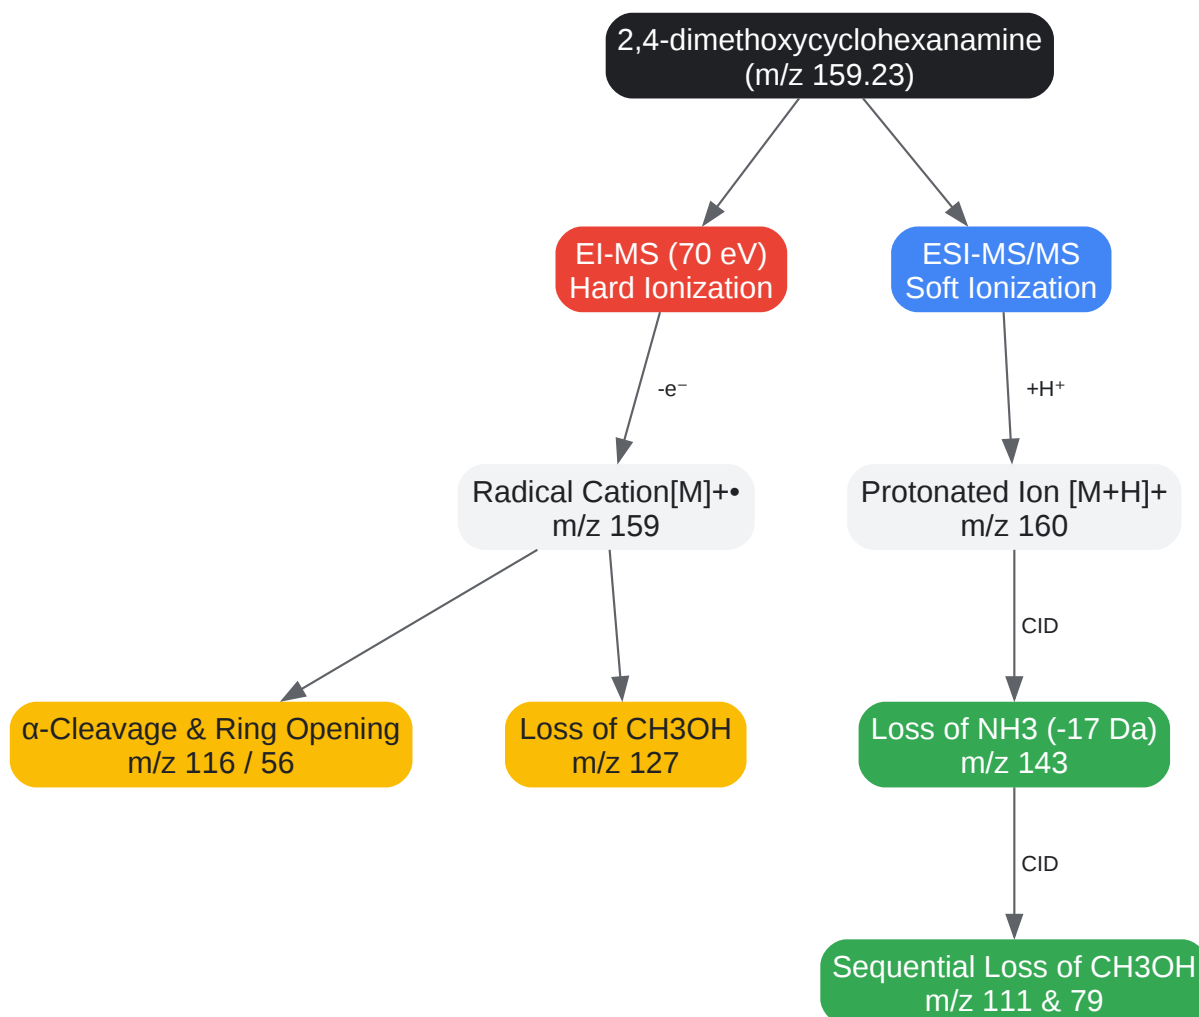 2,4-dimethoxycyclohexanamine
(m/z 159.23)
EI-MS (70 eV)
Hard Ionization
ESI-MS/MS
Soft Ionization
-e⁻
+H⁺
Radical Cation[M]+•
m/z 159
Protonated Ion [M+H]+
m/z 160
CID
α-Cleavage & Ring Opening
m/z 116 / 56
Loss of CH3OH
m/z 127
Loss of NH3 (-17 Da)
m/z 143
CID
Sequential Loss of CH3OH
m/z 111 & 79